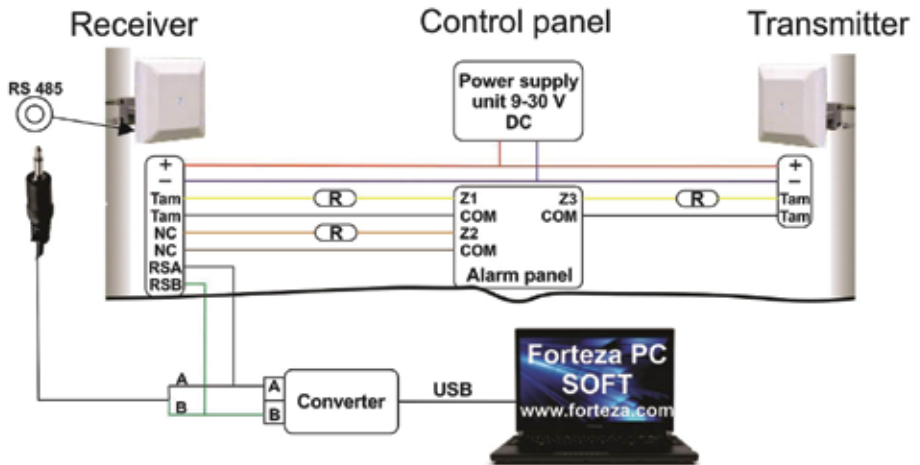 Receiver
Control panel
Transmitter
RS 485
Power supply
unit 9-30 V
DC
+
−
Tam
Tam
NC
NC
RSA
RSB
R
R
Z1
COM
Z2
COM
Z3
COM
Alarm panel
R
+
−
Tam
Tam
A
B
A
B
Converter
USB
Forteza PC
SOFT
www.forteza.com